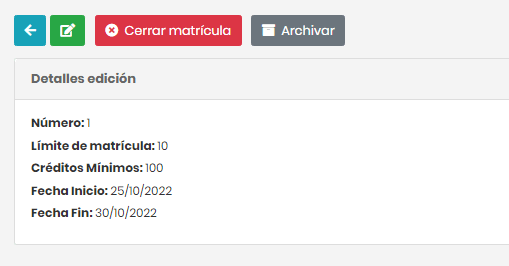 Cerrar matrícula
Archivar
Detalles edición
Número: 1
Límite de matrícula: 10
Créditos Mínimos: 100
Fecha Inicio: 25/10/2022
Fecha Fin: 30/10/2022